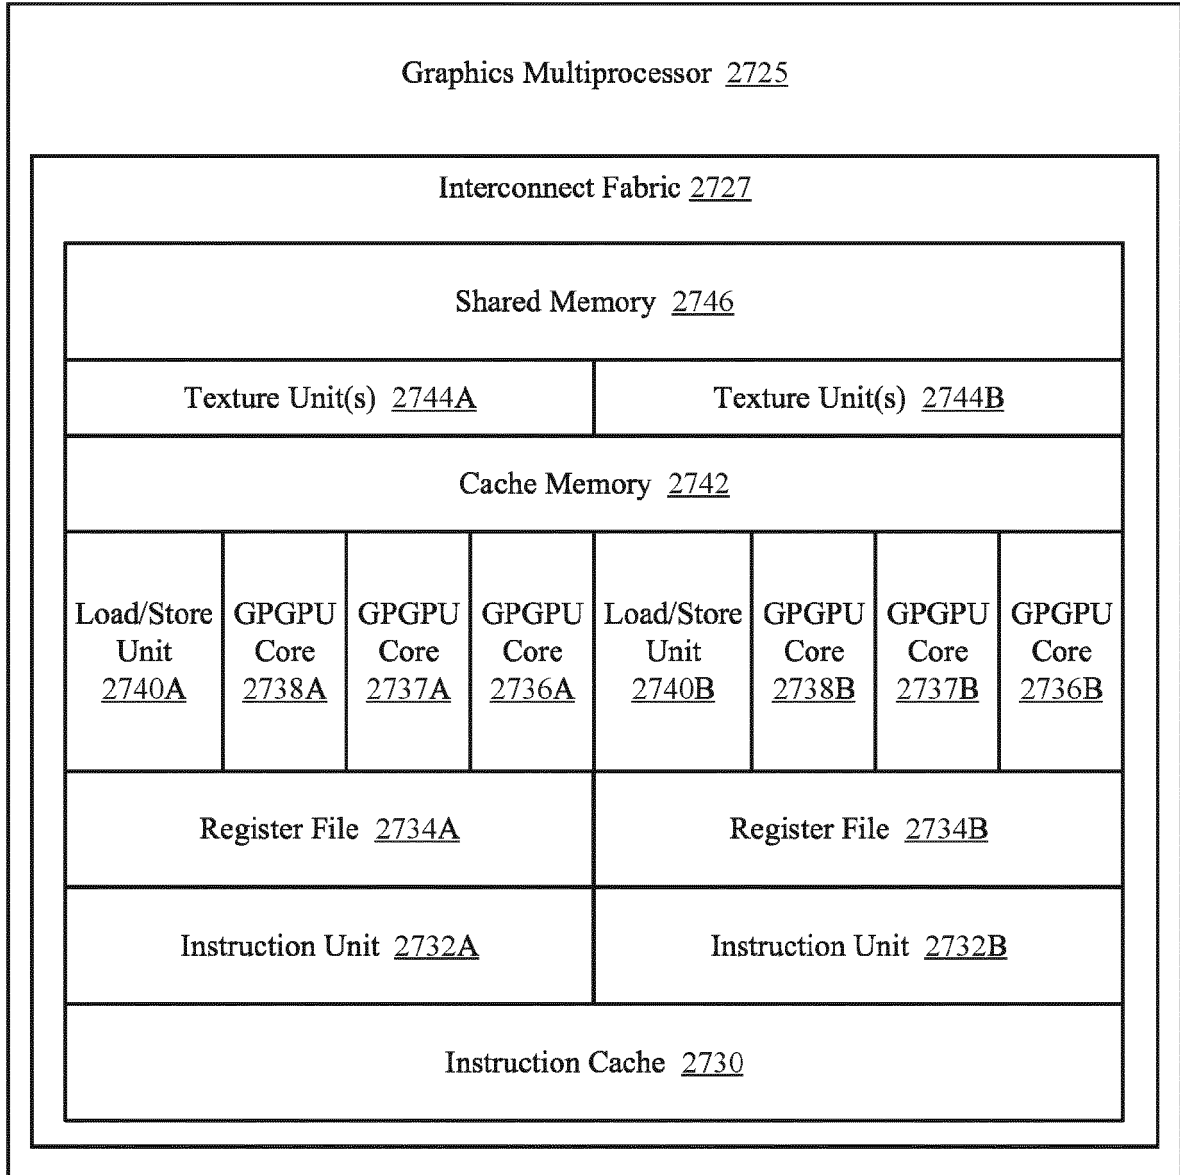 Graphics Multiprocessor 2725
Interconnect Fabric 2727
Shared Memory 2746
Texture Unit(s) 2744A
Texture Unit(s) 2744B
Cache Memory 2742
Load/Store
Unit
2740A
GPGPU
Core
2738A
GPGPU
Core
2737A
GPGPU
Core
2736A
Load/Store
Unit
2740B
GPGPU
Core
2738B
GPGPU
Core
2737B
GPGPU
Core
2736B
Register File 2734A
Register File 2734B
Instruction Unit 2732A
Instruction Unit 2732B
Instruction Cache 2730